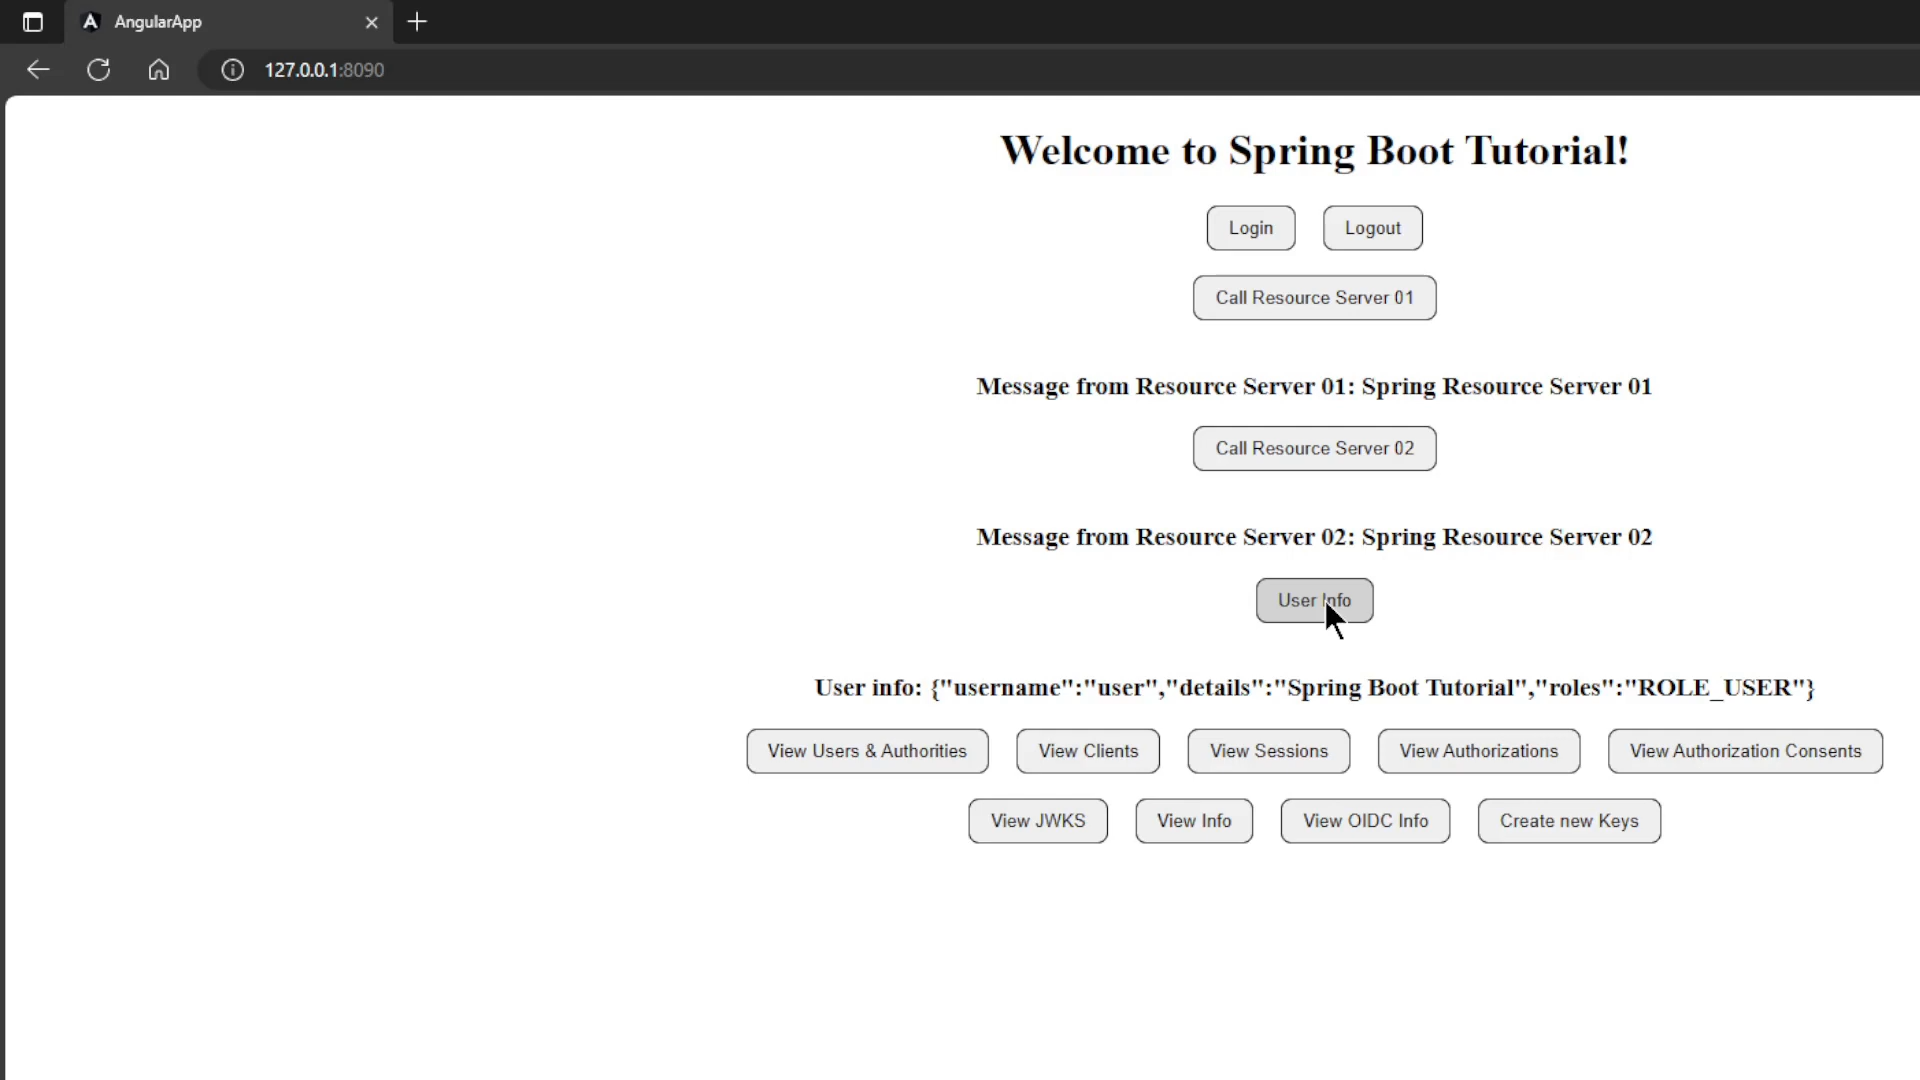 AngularApp
127.0.0.1:8090
Welcome to Spring Boot Tutorial!
Login Logout
Call Resource Server 01
Message from Resource Server 01: Spring Resource Server 01
Call Resource Server 02
Message from Resource Server 02: Spring Resource Server 02
User Info
User info: {"username":"user","details":"Spring Boot Tutorial","roles":"ROLE_USER"}
View Users & Authorities View Clients View Sessions View Authorizations View Authorization Consents
View JWKS View Info View OIDC Info Create new Keys